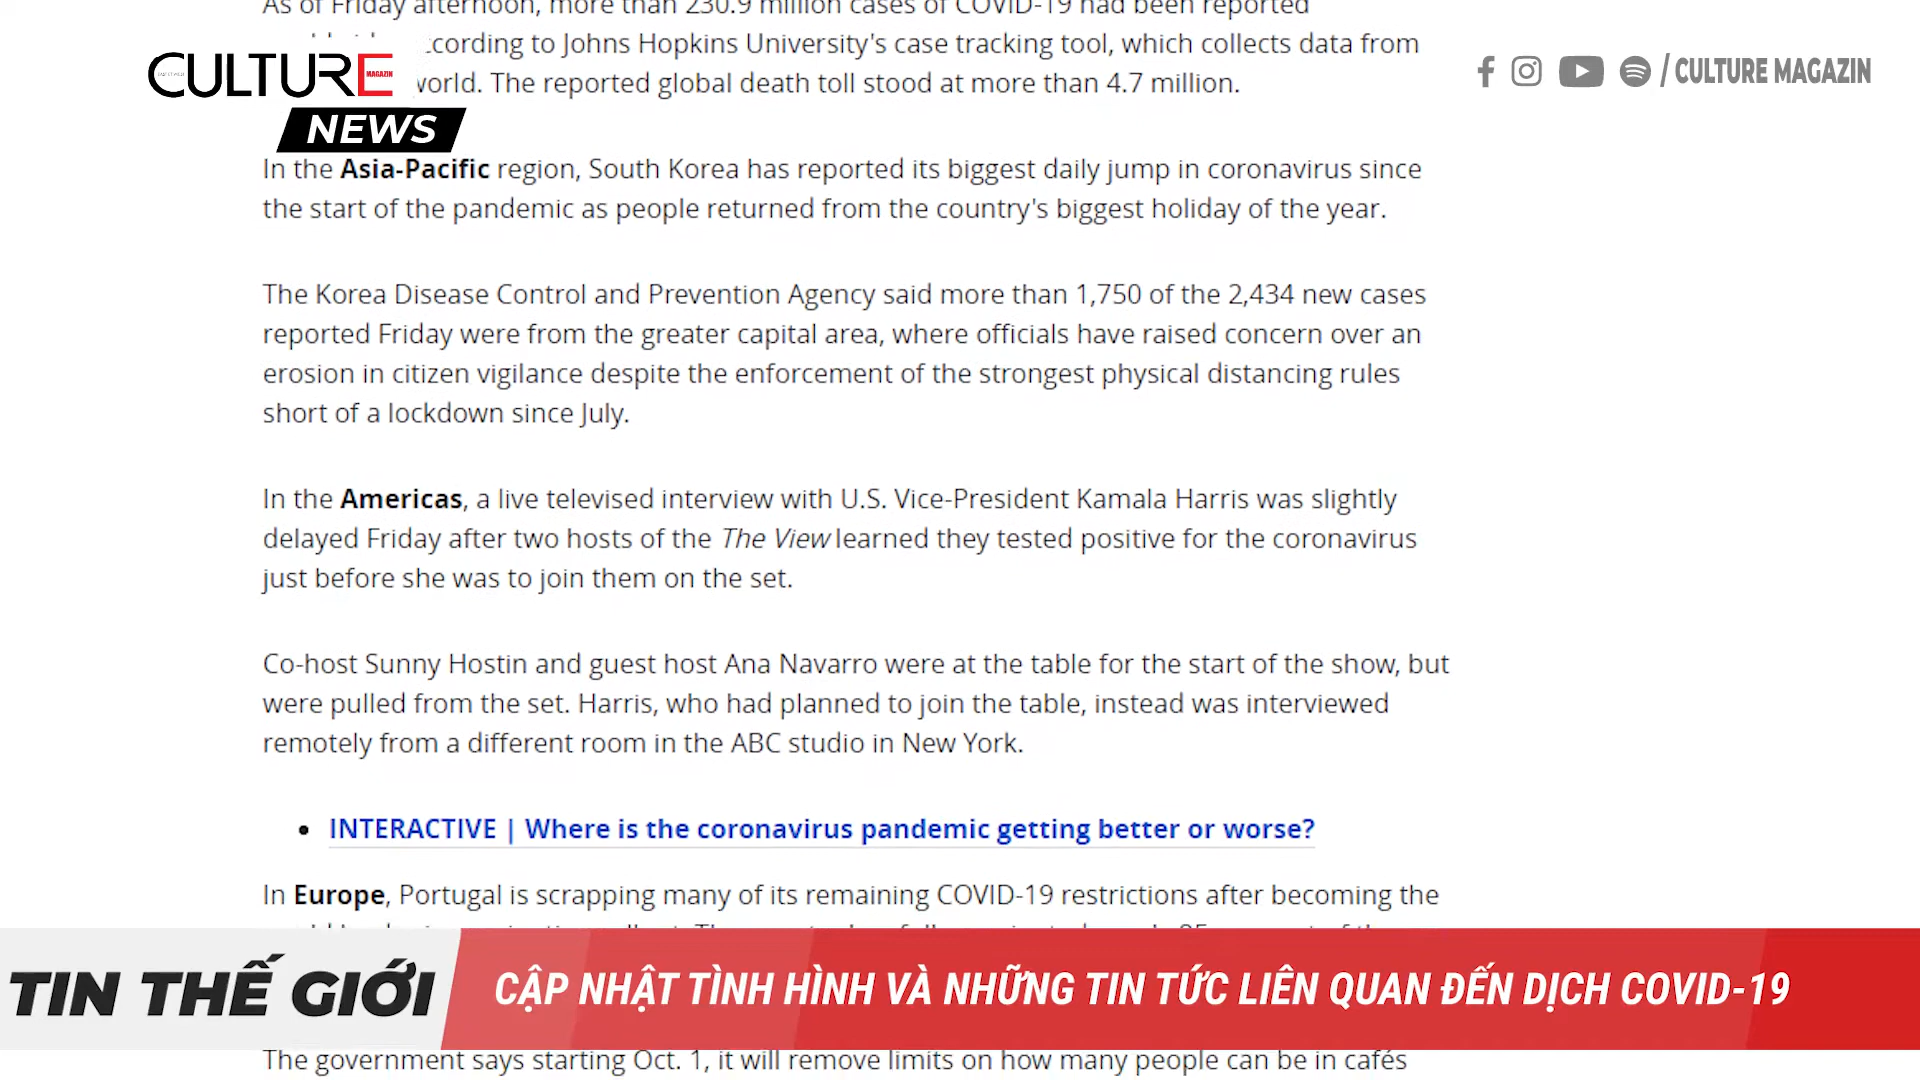 As of Friday afternoon, more than 230.9 million cases of COVID-19 had been reported
according to Johns Hopkins University's case tracking tool, which collects data from
world. The reported global death toll stood at more than 4.7 million.
CULTURE
MAGAZIN
NEWS
/ CULTURE MAGAZIN
In the Asia-Pacific region, South Korea has reported its biggest daily jump in coronavirus since
the start of the pandemic as people returned from the country's biggest holiday of the year.
The Korea Disease Control and Prevention Agency said more than 1,750 of the 2,434 new cases
reported Friday were from the greater capital area, where officials have raised concern over an
erosion in citizen vigilance despite the enforcement of the strongest physical distancing rules
short of a lockdown since July.
In the Americas, a live televised interview with U.S. Vice-President Kamala Harris was slightly
delayed Friday after two hosts of the The View learned they tested positive for the coronavirus
just before she was to join them on the set.
Co-host Sunny Hostin and guest host Ana Navarro were at the table for the start of the show, but
were pulled from the set. Harris, who had planned to join the table, instead was interviewed
remotely from a different room in the ABC studio in New York.
• INTERACTIVE | Where is the coronavirus pandemic getting better or worse?
In Europe, Portugal is scrapping many of its remaining COVID-19 restrictions after becoming the
TIN THẾ GIỚI
CẬP NHẬT TÌNH HÌNH VÀ NHỮNG TIN TỨC LIÊN QUAN ĐẾN DỊCH COVID-19
The government says starting Oct. 1, it will remove limits on how many people can be in cafés